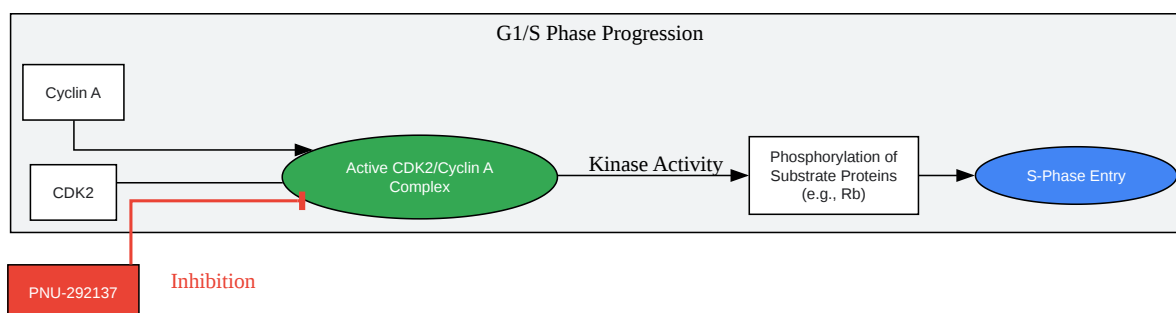 G1/S Phase Progression
Cyclin A
CDK2
Active CDK2/Cyclin A
Complex
Kinase Activity
Phosphorylation of
Substrate Proteins
(e.g., Rb)
S-Phase Entry
PNU-292137
Inhibition